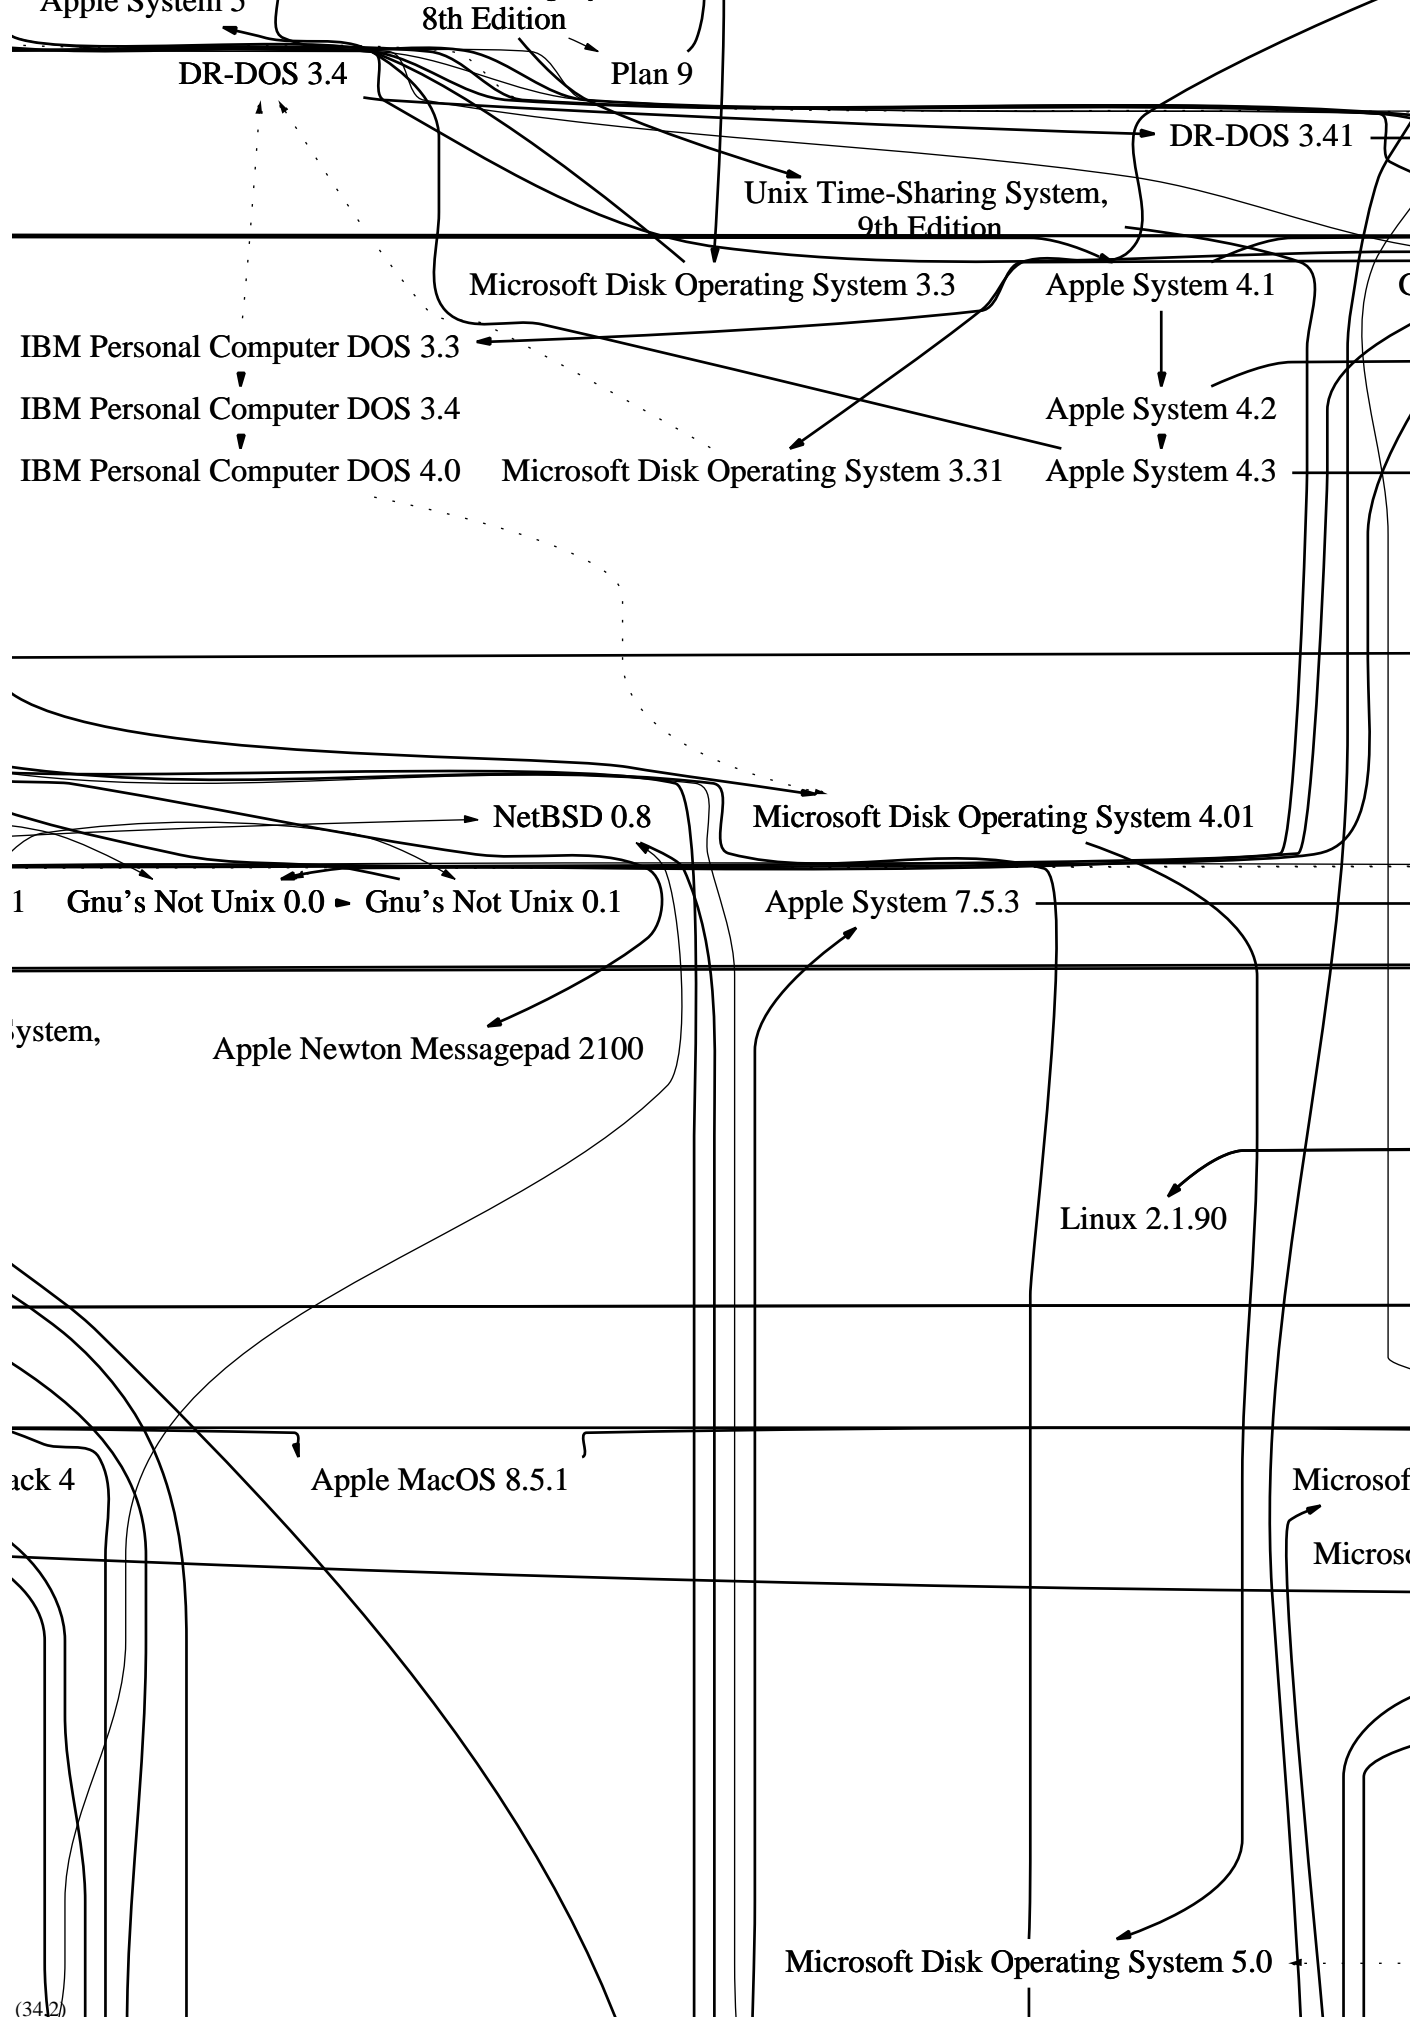 Apple System 5
8th Edition
DR-DOS 3.4
Plan 9
DR-DOS 3.41
Unix Time-Sharing System,
9th Edition
Microsoft Disk Operating System 3.3
Apple System 4.1
IBM Personal Computer DOS 3.3
IBM Personal Computer DOS 3.4
Apple System 4.2
IBM Personal Computer DOS 4.0
Microsoft Disk Operating System 3.31
Apple System 4.3
NetBSD 0.8
Microsoft Disk Operating System 4.01
1
Gnu's Not Unix 0.0
Gnu's Not Unix 0.1
Apple System 7.5.3
System,
Apple Newton Messagepad 2100
Linux 2.1.90
ack 4
Apple MacOS 8.5.1
Microsof
Micros
Microsoft Disk Operating System 5.0
(34.2)